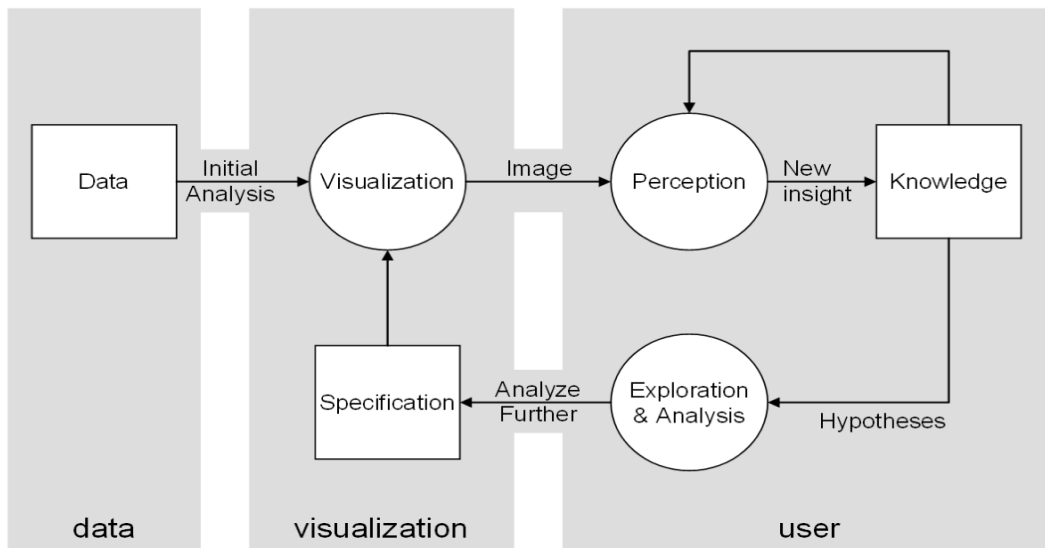 Data
Initial
Analysis
Visualization
Image
Perception
New
insight
Knowledge
Specification
Analyze
Further
Exploration
& Analysis
Hypotheses
data
visualization
user